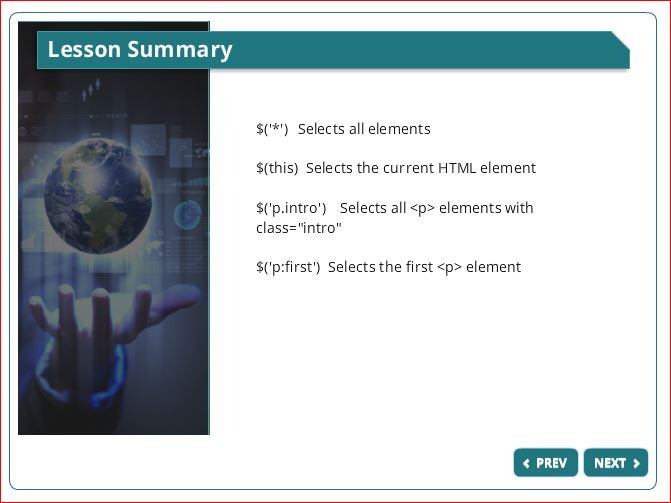 Lesson Summary
$('*') Selects all elements
$(this) Selects the current HTML element
$('p.intro') Selects all <p> elements with
class="intro"
$('p:first') Selects the first <p> element
PREV
NEXT